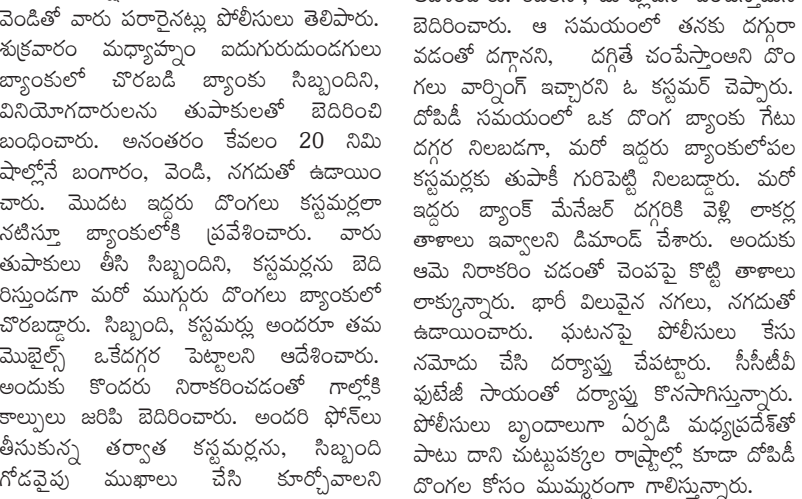 వెండితో వారు పరారైనట్లు పోలీసులు తెలిపారు.
శుక్రవారం మధ్యాహ్నం ఐదుగురుదుండగులు
బ్యాంకులో చొరబడి బ్యాంకు సిబ్బందిని,
వినియోగదారులను తుపాకులతో బెదిరించి
బంధించారు. అనంతరం కేవలం 20 నిమి
షాల్లోనే బంగారం, వెండి, నగదుతో ఉడాయిం
చారు. మొదట ఇద్దరు దొంగలు కస్టమర్లలా
నటిస్తూ బ్యాంకులోకి ప్రవేశించారు. వారు
తుపాకులు తీసి సిబ్బందిని, కస్టమర్లను బెది
రిస్తుండగా మరో ముగ్గురు దొంగలు బ్యాంకులో
చొరబడ్డారు. సిబ్బంది, కస్టమర్లు అందరూ తమ
మొబైల్స్ ఒకేదగ్గర పెట్టాలని ఆదేశించారు.
అందుకు కొందరు నిరాకరించడంతో గాల్లోకి
కాల్పులు జరిపి బెదిరించారు. అందరి ఫోన్‌లు
తీసుకున్న తర్వాత కస్టమర్లను, సిబ్బంది
గోడవైపు ముఖాలు చేసి కూర్చోవాలని
బెదిరించారు. ఆ సమయంలో తనకు దగ్గురా
వడంతో దగ్గానని, దగ్గితే చంపేస్తాంఅని దొం
గలు వార్నింగ్ ఇచ్చారని ఓ కస్టమర్ చెప్పారు.
దోపిడీ సమయంలో ఒక దొంగ బ్యాంకు గేటు
దగ్గర నిలబడగా, మరో ఇద్దరు బ్యాంకులోపల
కస్టమర్లకు తుపాకీ గురిపెట్టి నిలబడ్డారు. మరో
ఇద్దరు బ్యాంక్ మేనేజర్ దగ్గరికి వెళ్లి లాకర్ల
తాళాలు ఇవ్వాలని డిమాండ్ చేశారు. అందుకు
ఆమె నిరాకరిం చడంతో చెంపపై కొట్టి తాళాలు
లాక్కున్నారు. భారీ విలువైన నగలు, నగదుతో
ఉడాయించారు. ఘటనపై పోలీసులు కేసు
నమోదు చేసి దర్యాప్తు చేపట్టారు. సీసీటీవీ
ఫుటేజీ సాయంతో దర్యాప్తు కొనసాగిస్తున్నారు.
పోలీసులు బృందాలుగా ఏర్పడి మధ్యప్రదేశ్‌తో
పాటు దాని చుట్టుపక్కల రాష్ట్రాల్లో కూడా దోపిడీ
దొంగల కోసం ముమ్మరంగా గాలిస్తున్నారు.